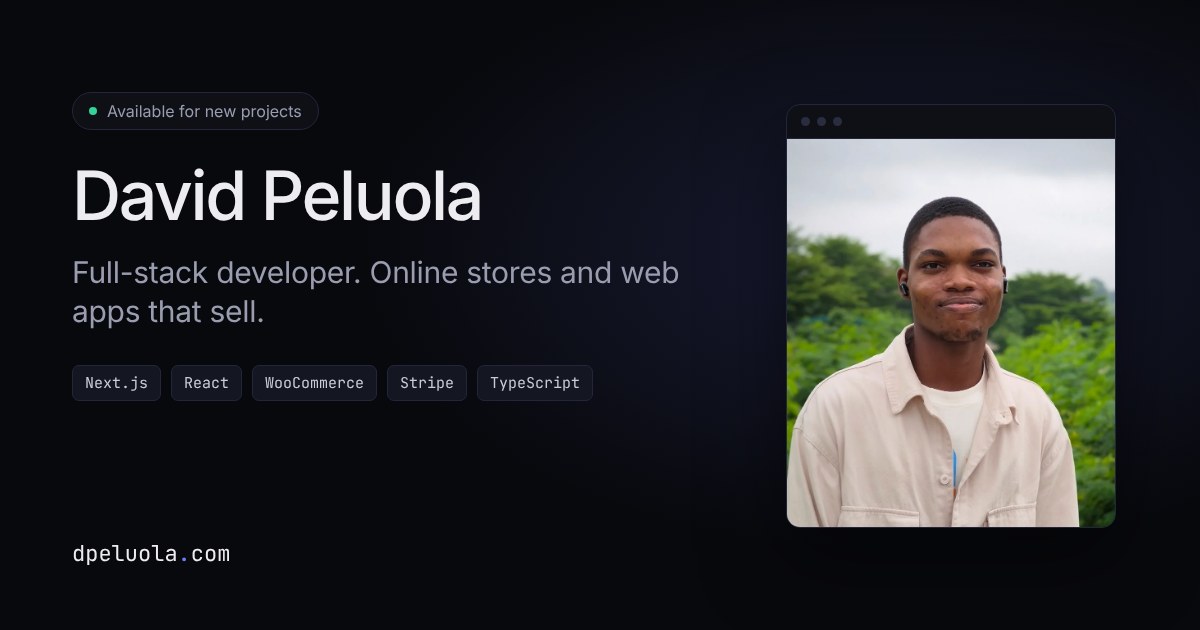 Available for new projects
David Peluola
Full-stack developer. Online stores and web
apps that sell.
Next.js React WooCommerce Stripe TypeScript
dpeluola.com